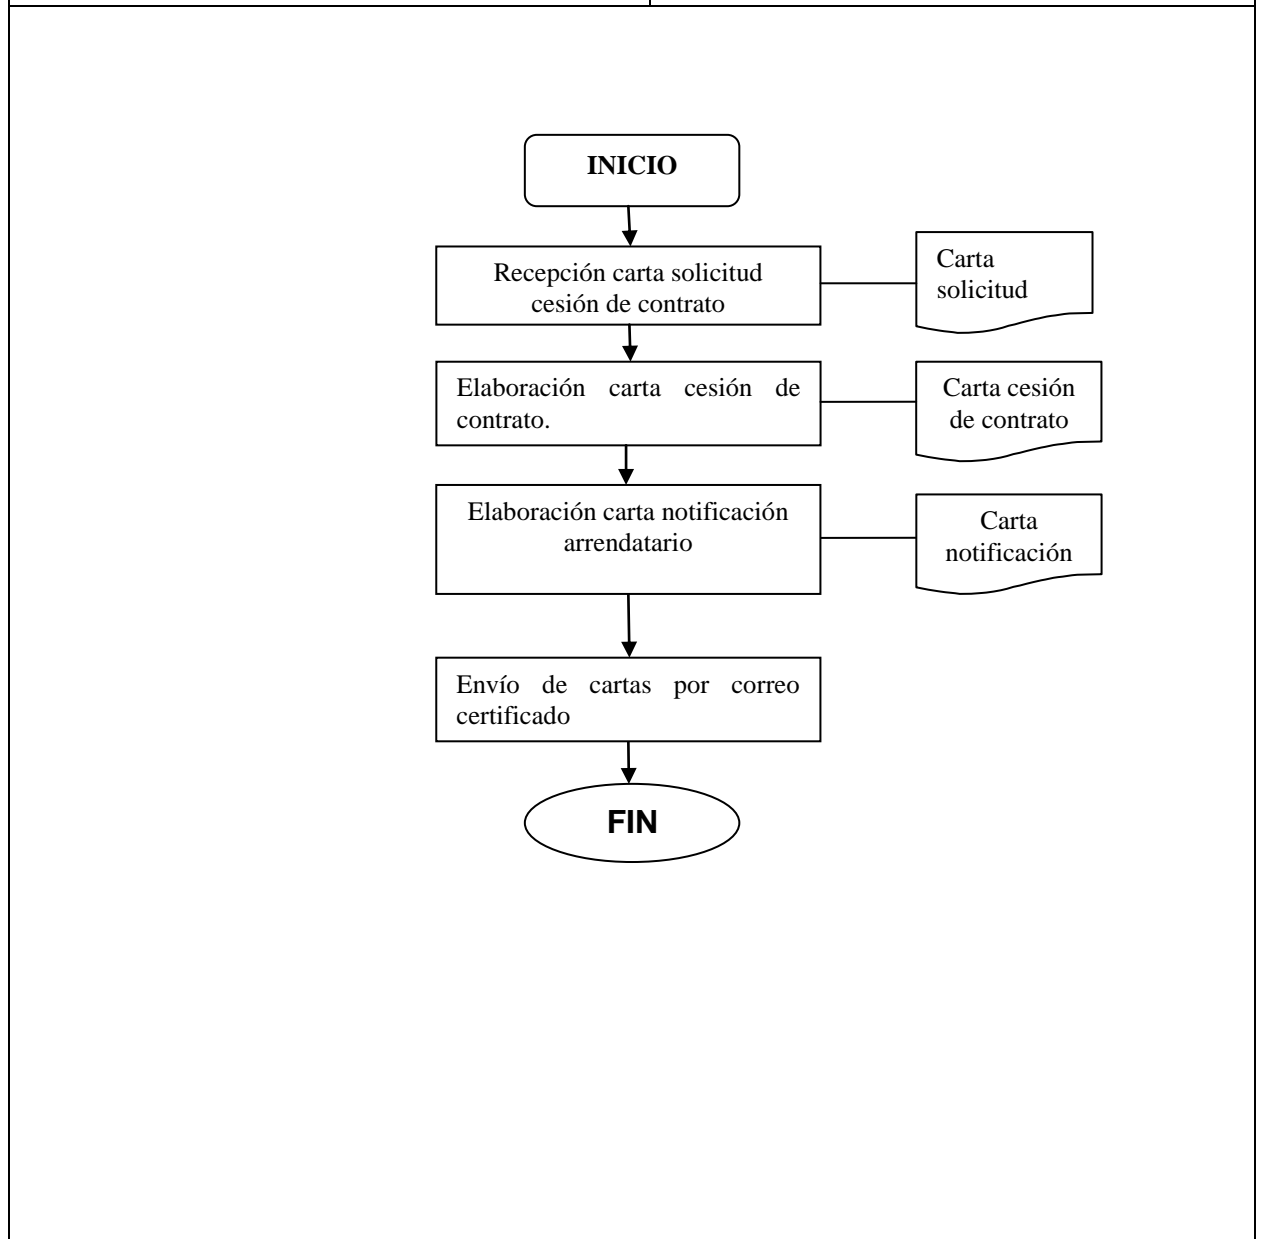 INICIO
Recepción carta solicitud
cesión de contrato
Carta
solicitud
Elaboración carta cesión de
contrato.
Carta cesión
de contrato
Elaboración carta notificación
arrendatario
Carta
notificación
Envío de cartas por correo
certificado
FIN